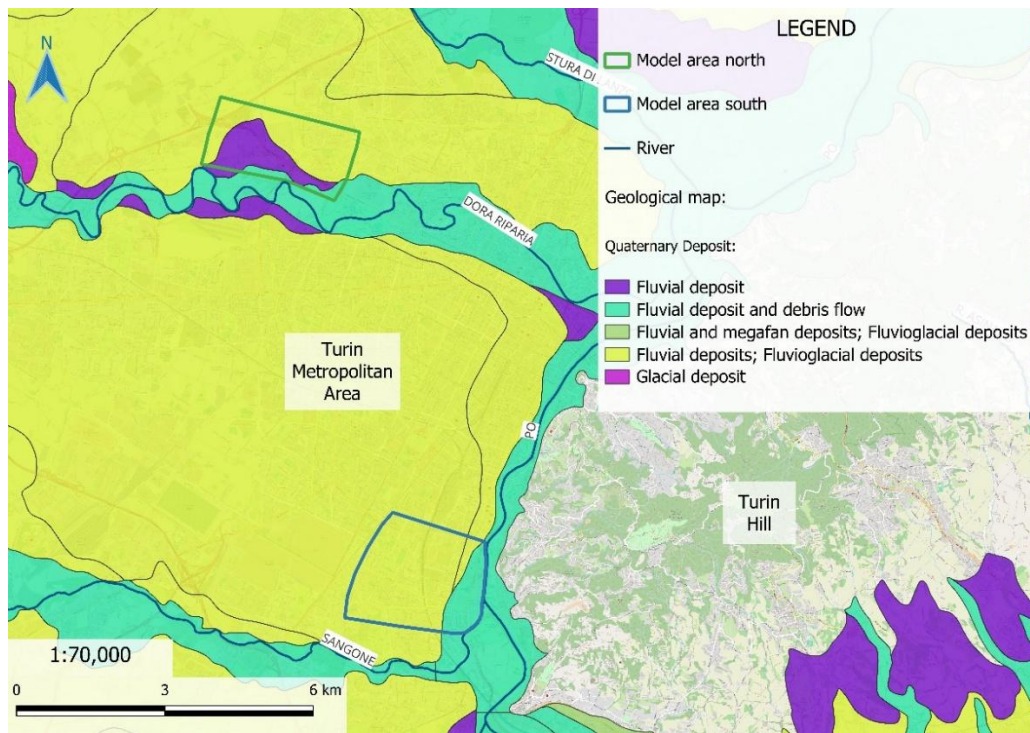 N
STURA DI
DORA RIPARIA
Turin
Metropolitan
Area
PO
Turin
Hill
SANGONE
1:70,000
0 3 6 km
LEGEND
Model area north
Model area south
River
Geological map:
Quaternary Deposit:
Fluvial deposit
Fluvial deposit and debris flow
Fluvial and megafan deposits; Fluvioglacial deposits
Fluvial deposits; Fluvioglacial deposits
Glacial deposit